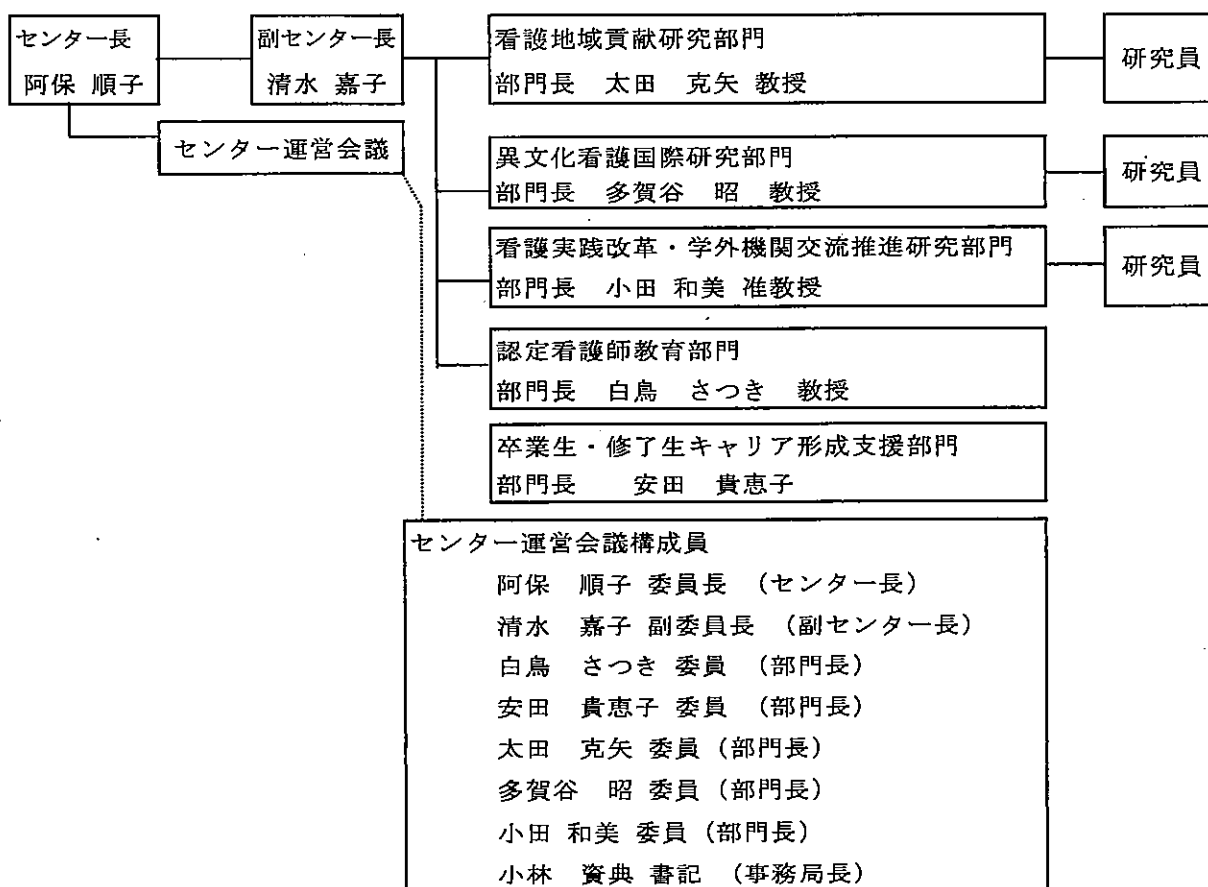 センター長
阿保 順子
副センター長
清水 嘉子
センター運営会議
看護地域貢献研究部門
部門長 太田 克矢 教授
研究員
異文化看護国際研究部門
部門長 多賀谷 昭 教授
研究員
看護実践改革・学外機関交流推進研究部門
部門長 小田 和美 准教授
研究員
認定看護師教育部門
部門長 白鳥 さつき 教授
卒業生・修了生キャリア形成支援部門
部門長 安田 貴恵子
センター運営会議構成員
阿保 順子 委員長 (センター長)
清水 嘉子 副委員長 (副センター長)
白鳥 さつき 委員 (部門長)
安田 貴恵子 委員 (部門長)
太田 克矢 委員 (部門長)
多賀谷 昭 委員 (部門長)
小田 和美 委員 (部門長)
小林 資典 書記 (事務局長)